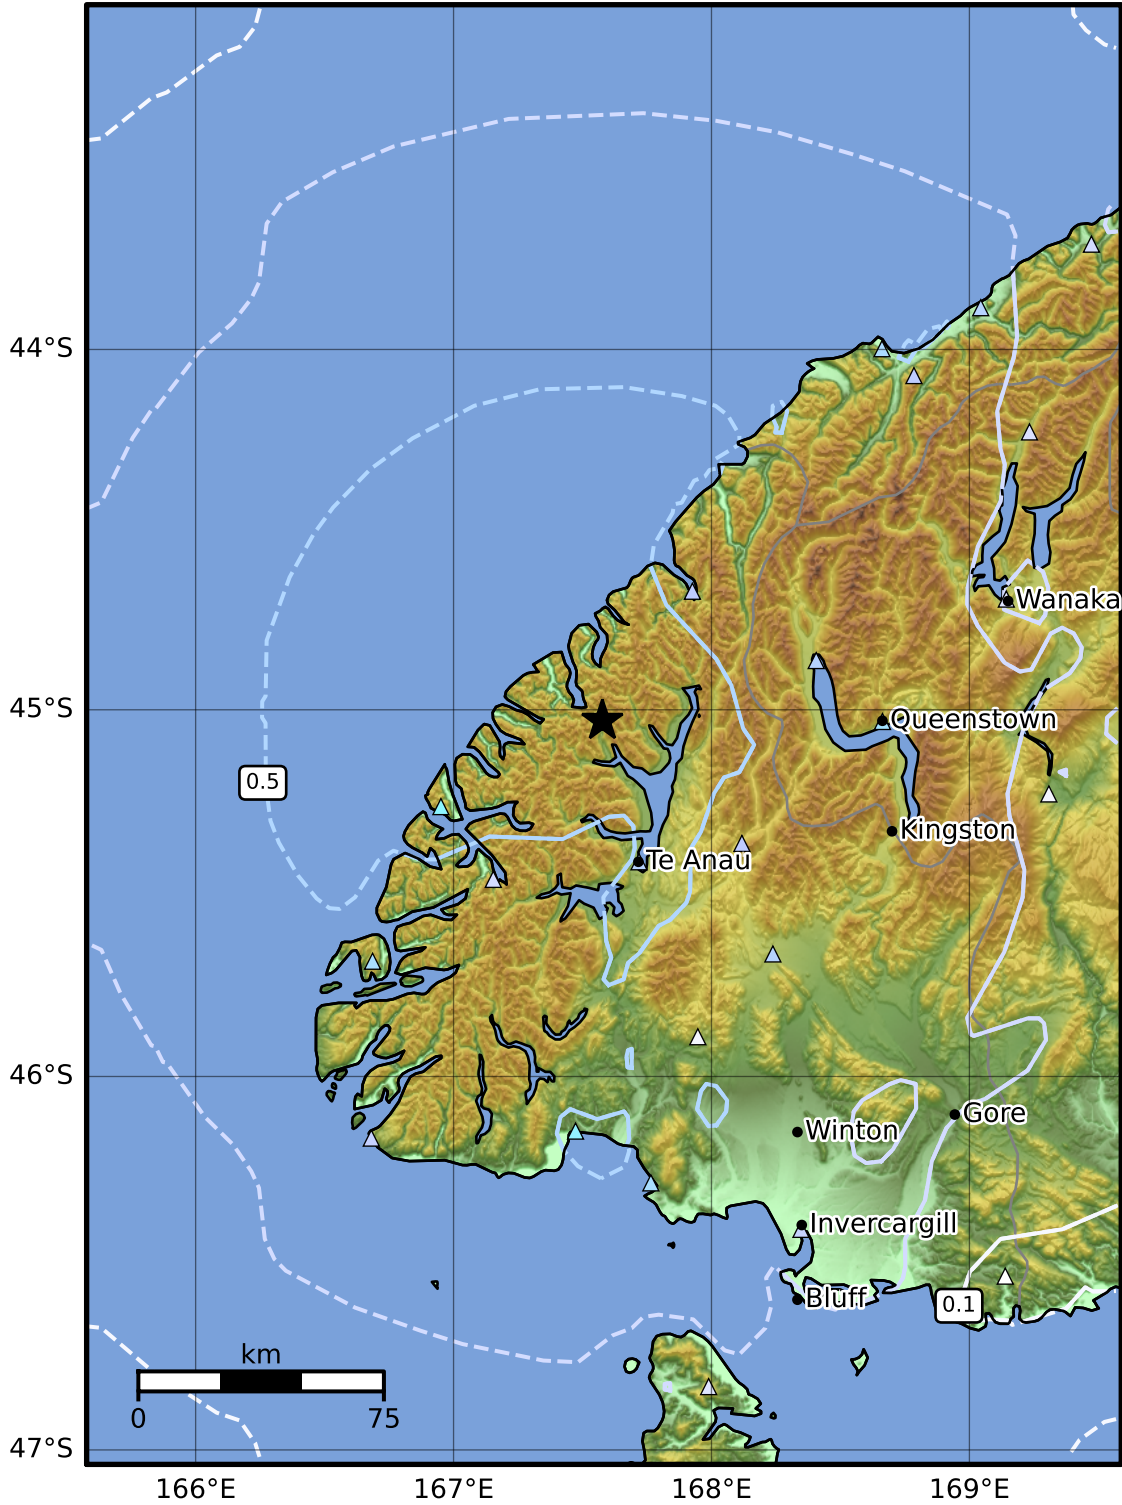 44°S
Wanaka
45°S
Queenstown
0.5
Kingston
Te Anau
46°S
Gore
Winton
Invercargill
Bluff
0.1
km
0
75
47°S
166°E
167°E
168°E
169°E